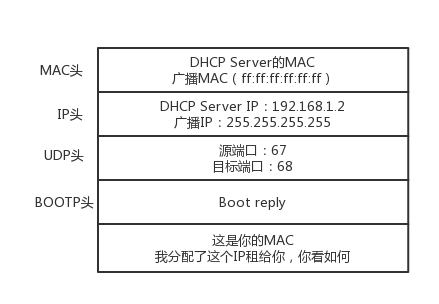 MAC头
DHCP Server的MAC
广播MAC（ff:ff:ff:ff:ff:ff）
IP头
DHCP Server IP：192.168.1.2
广播IP：255.255.255.255
UDP头
源端口：67
目标端口：68
BOOTP头
Boot reply
这是你的MAC
我分配了这个IP租给你，你看如何